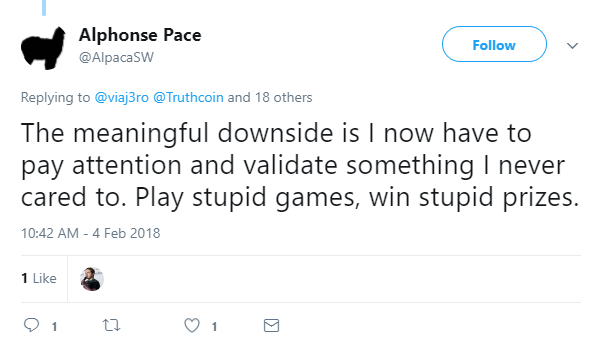 Alphonse Pace
@AlpacaSW
Follow
Replying to @viaj3ro @Truthcoin and 18 others
The meaningful downside is I now have to
pay attention and validate something I never
cared to. Play stupid games, win stupid prizes.
10:42 AM - 4 Feb 2018
1 Like
1 1